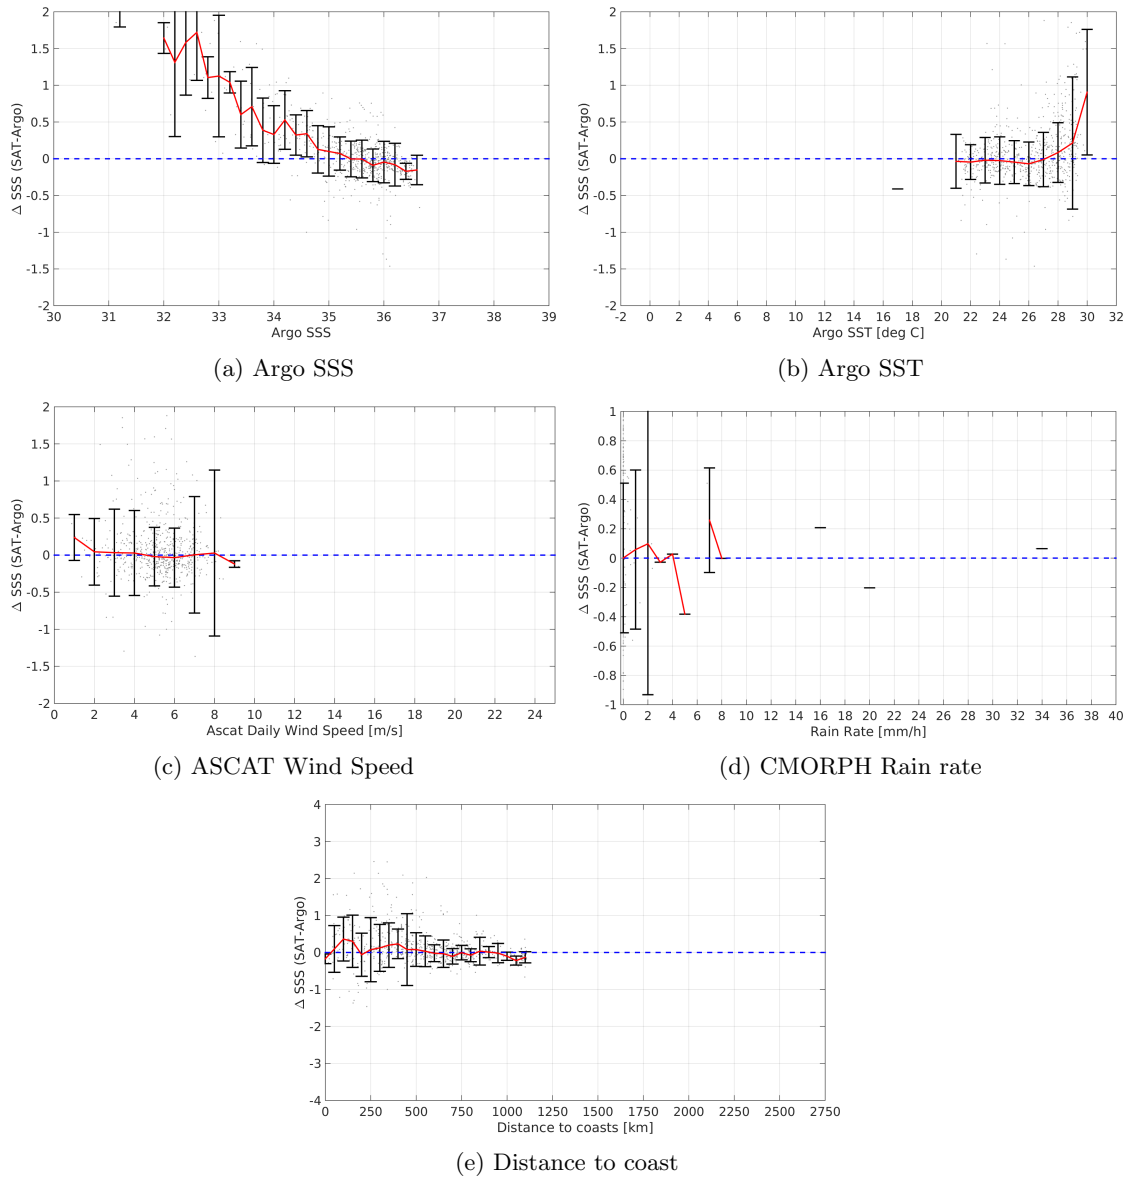 2
1.5
1
0.5
0
-0.5
-1
-1.5
-2
Δ SSS (SAT-Argo)
30 31 32 33 34 35 36 37 38 39
Argo SSS
(a) Argo SSS
2
1.5
1
0.5
0
-0.5
-1
-1.5
-2
Δ SSS (SAT-Argo)
-2 0 2 4 6 8 10 12 14 16 18 20 22 24 26 28 30 32
Argo SST [deg C]
(b) Argo SST
2
1.5
1
0.5
0
-0.5
-1
-1.5
-2
Δ SSS (SAT-Argo)
0 2 4 6 8 10 12 14 16 18 20 22 24
Ascat Daily Wind Speed [m/s]
(c) ASCAT Wind Speed
1
0.8
0.6
0.4
0.2
0
-0.2
-0.4
-0.6
-0.8
-1
Δ SSS (SAT-Argo)
0 2 4 6 8 10 12 14 16 18 20 22 24 26 28 30 32 34 36 38 40
Rain Rate [mm/h]
(d) CMORPH Rain rate
4
3
2
1
0
-1
-2
-3
-4
Δ SSS (SAT-Argo)
0 250 500 750 1000 1250 1500 1750 2000 2250 2500 2750
Distance to coasts [km]
(e) Distance to coast